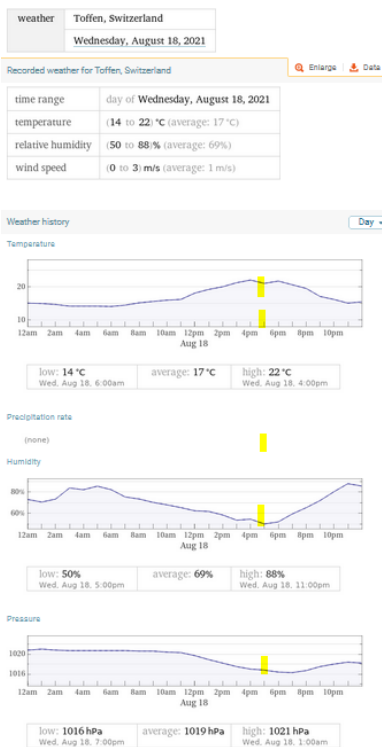 weather Toffen, Switzerland
Wednesday, August 18, 2021
Recorded weather for Toffen, Switzerland Enlarge Data
time range day of Wednesday, August 18, 2021
temperature (14 to 22) °C (average: 17 °C)
relative humidity (50 to 88)% (average: 69%)
wind speed (0 to 3) m/s (average: 1 m/s)
Weather history Day
Temperature
20
10
12am 2am 4am 6am 8am 10am 12pm 2pm 4pm 6pm 8pm 10pm
Aug 18
low: 14 °C average: 17 °C high: 22 °C
Wed, Aug 18, 6:00am Wed, Aug 18, 4:00pm
Precipitation rate
(none)
Humidity
80%
60%
12am 2am 4am 6am 8am 10am 12pm 2pm 4pm 6pm 8pm 10pm
Aug 18
low: 50% average: 69% high: 88%
Wed, Aug 18, 5:00pm Wed, Aug 18, 11:00pm
Pressure
1020
1016
12am 2am 4am 6am 8am 10am 12pm 2pm 4pm 6pm 8pm 10pm
Aug 18
low: 1016 hPa average: 1019 hPa high: 1021 hPa
Wed, Aug 18, 7:00pm Wed, Aug 18, 1:00am